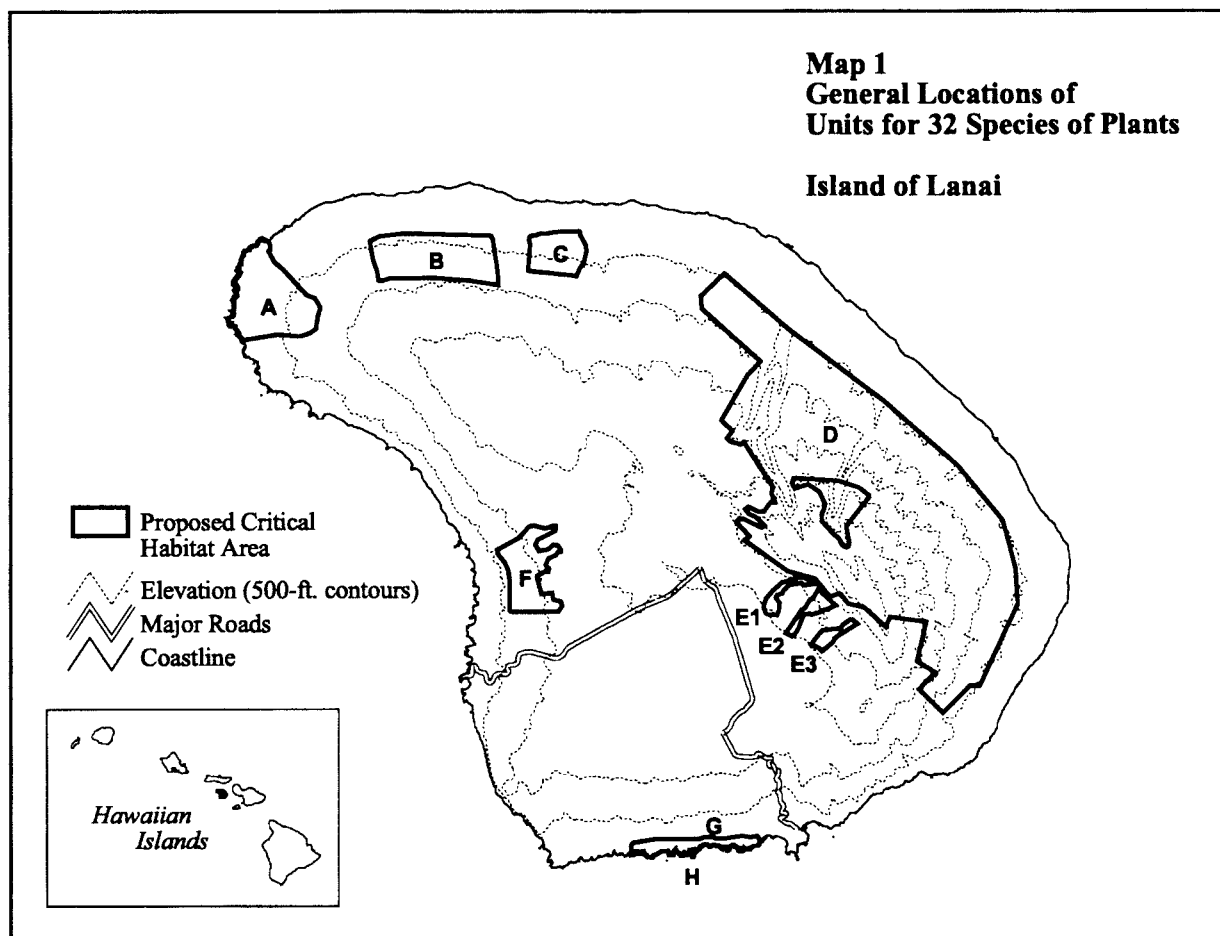 Map 1
General Locations of
Units for 32 Species of Plants
Island of Lanai
A
B
C
D
E1
E2
E3
F
G
H
Proposed Critical
Habitat Area
Elevation (500-ft. contours)
Major Roads
Coastline
Hawaiian
Islands